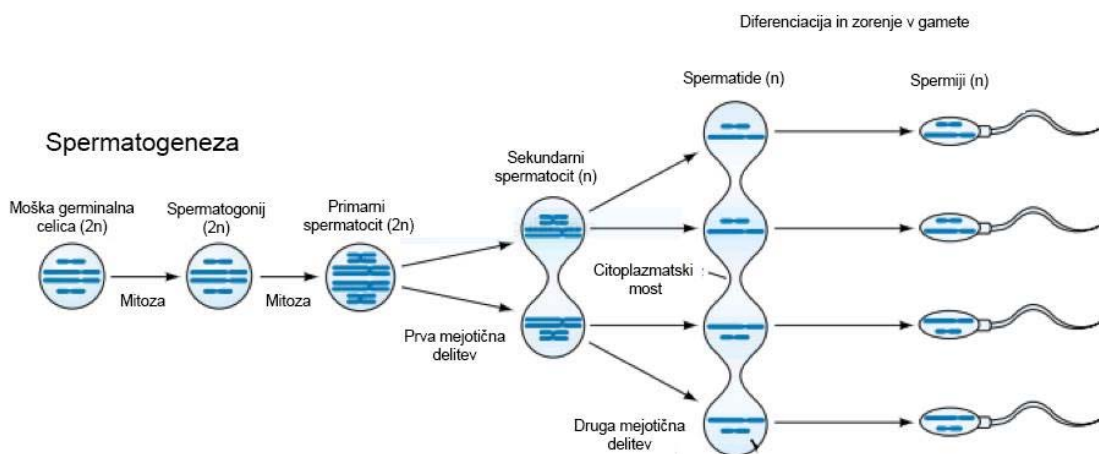 Diferenciacija in zorenje v gamete
Spermatide (n)
Spermiji (n)
Spermatogeneza
Sekundarni
spermatocit (n)
Moška germinalna
celica (2n)
Spermatogonij
(2n)
Primarni
spermatocit (2n)
Mitoza
Mitoza
Citoplazmatski
most
Prva mejotična
delitev
Druga mejotična
delitev